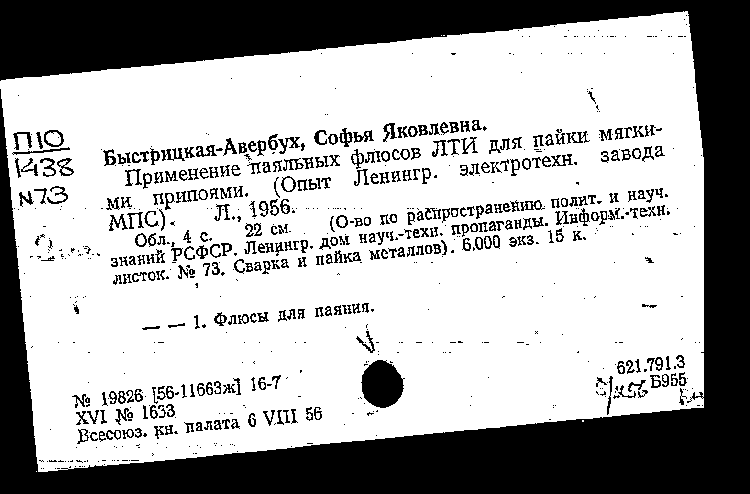 П10
1438
N73
Быстрицкая-Авербух, Софья Яковлевна.
Применение паяльных флюсов ЛТИ для пайки мягки-
ми припоями. (Опыт Ленингр. электротехн. завода
МПС). Л., 1956.
Обл., 4 с. 22 см. (О-во по распространению полит. и науч.
знаний РСФСР. Ленингр. дом науч.-техн. пропаганды. Информ.-техн.
листок. № 73. Сварка и пайка металлов). 6.000 экз. 15 к.
— — 1. Флюсы для паяния.
№ 19826 [56-11663ж] 16-7
XVI № 1633
Всесоюз. кн. палата 6 VIII 56
621.791.3
Б955